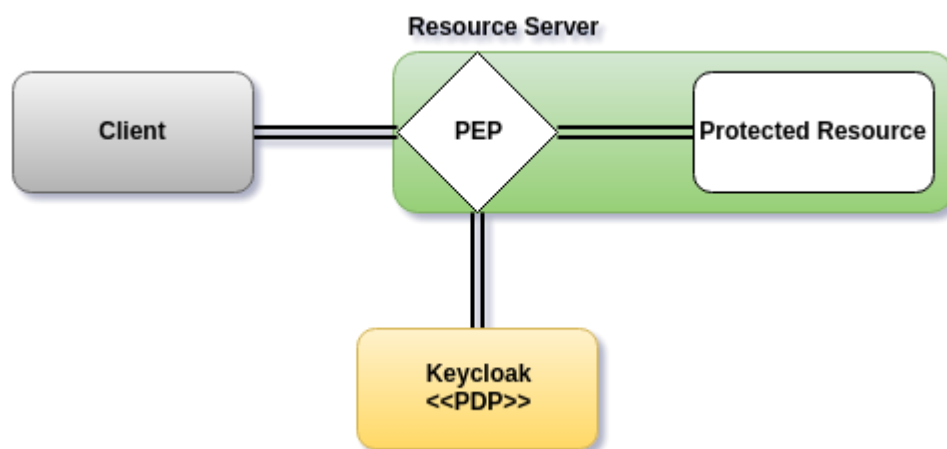 Resource Server
Client
PEP
Protected Resource
Keycloak
<<PDP>>